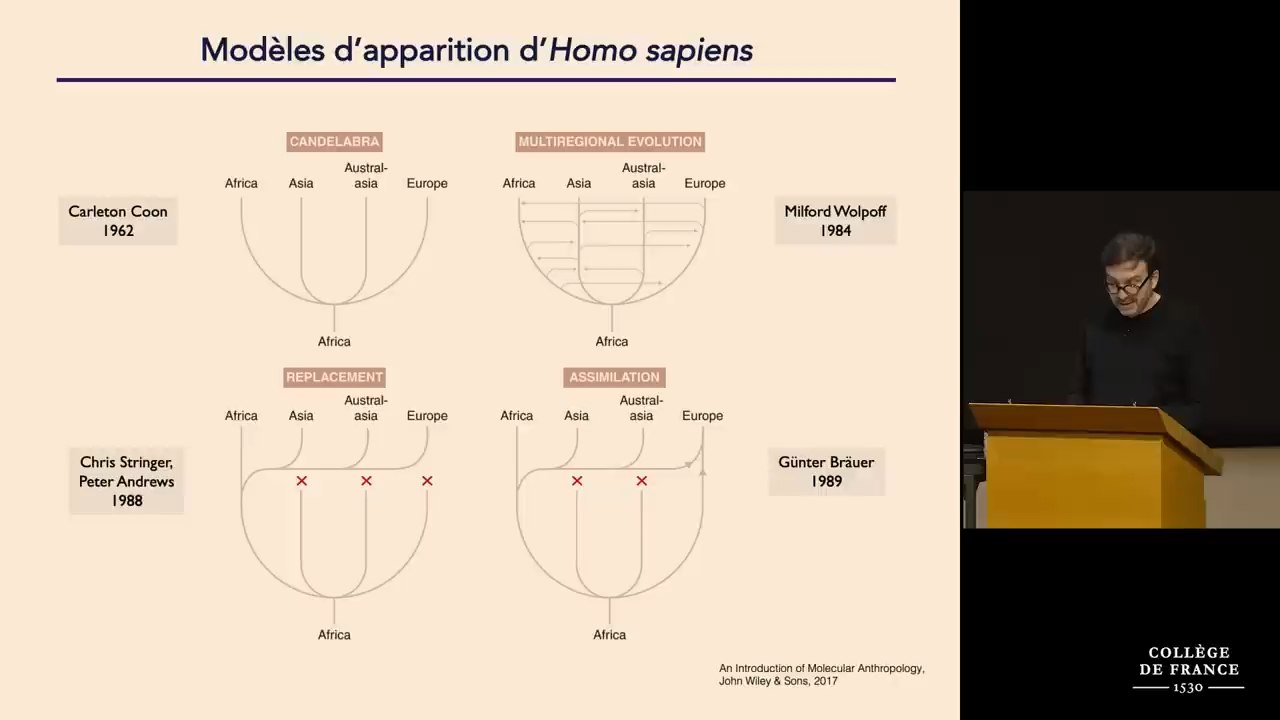 Modèles d'apparition d'Homo sapiens
CANDELABRA
Africa
Asia
Austral-
asia
Europe
Africa
Carleton Coon
1962
MULTIREGIONAL EVOLUTION
Africa
Asia
Austral-
asia
Europe
Africa
Milford Wolpoff
1984
REPLACEMENT
Africa
Asia
Austral-
asia
Europe
Africa
Chris Stringer,
Peter Andrews
1988
ASSIMILATION
Africa
Asia
Austral-
asia
Europe
Africa
Günter Bräuer
1989
An Introduction of Molecular Anthropology,
John Wiley & Sons, 2017
COLLÈGE
DE FRANCE
1530